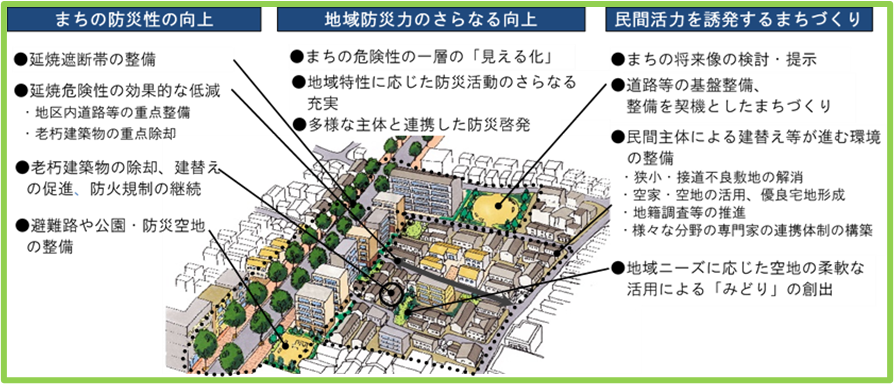 まちの防災性の向上
●延焼遮断帯の整備
●延焼危険性の効果的な低減
・地区内道路等の重点整備
・老朽建築物の重点除却
●老朽建築物の除却、建替え
の促進、防火規制の継続
●避難路や公園・防災空地
の整備
地域防災力のさらなる向上
●まちの危険性の一層の「見える化」
●地域特性に応じた防災活動のさらなる
充実
●多様な主体と連携した防災啓発
民間活力を誘発するまちづくり
●まちの将来像の検討・提示
●道路等の基盤整備、
整備を契機としたまちづくり
●民間主体による建替え等が進む環境
の整備
・狭小・接道不良敷地の解消
・空家・空地の活用、優良宅地形成
・地籍調査等の推進
・様々な分野の専門家の連携体制の構築
●地域ニーズに応じた空地の柔軟な
活用による「みどり」の創出